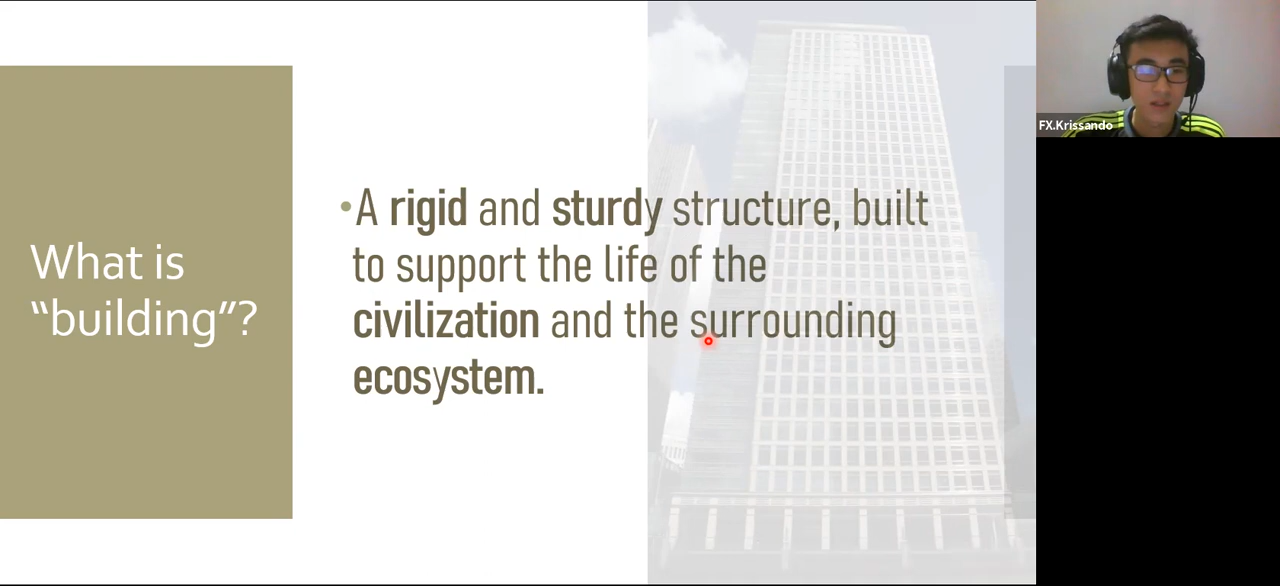 What is
“building”?
•A rigid and sturdy structure, built
to support the life of the
civilization and the surrounding
ecosystem.
FX.Krissando